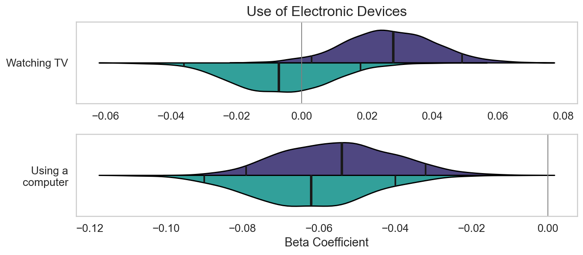 Use of Electronic Devices
Watching TV
−0.06 −0.04 −0.02 0.00 0.02 0.04 0.06 0.08
Using a
computer
−0.12 −0.10 −0.08 −0.06 −0.04 −0.02 0.00
Beta Coefficient